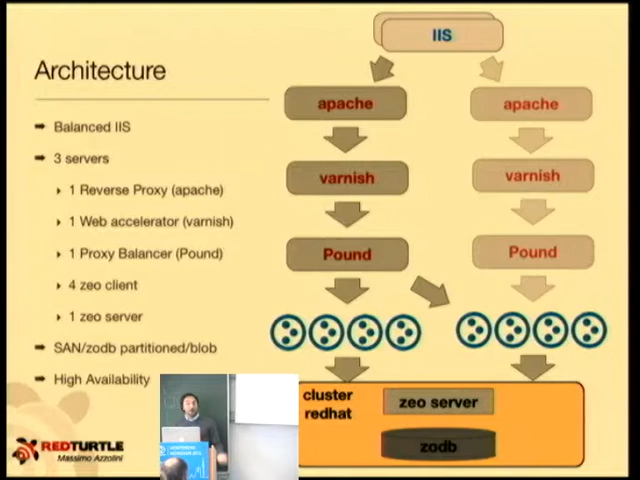 IIS
Architecture
apache
apache
➡ Balanced IIS
➡ 3 servers
varnish
varnish
‣ 1 Reverse Proxy (apache)
‣ 1 Web accelerator (varnish)
‣ 1 Proxy Balancer (Pound)
Pound
Pound
‣ 4 zeo client
‣ 1 zeo server
➡ SAN/zodb partitioned/blob
➡ High Availability
cluster
redhat
zeo server
zodb
REDTURTLE
Massimo Azzolini